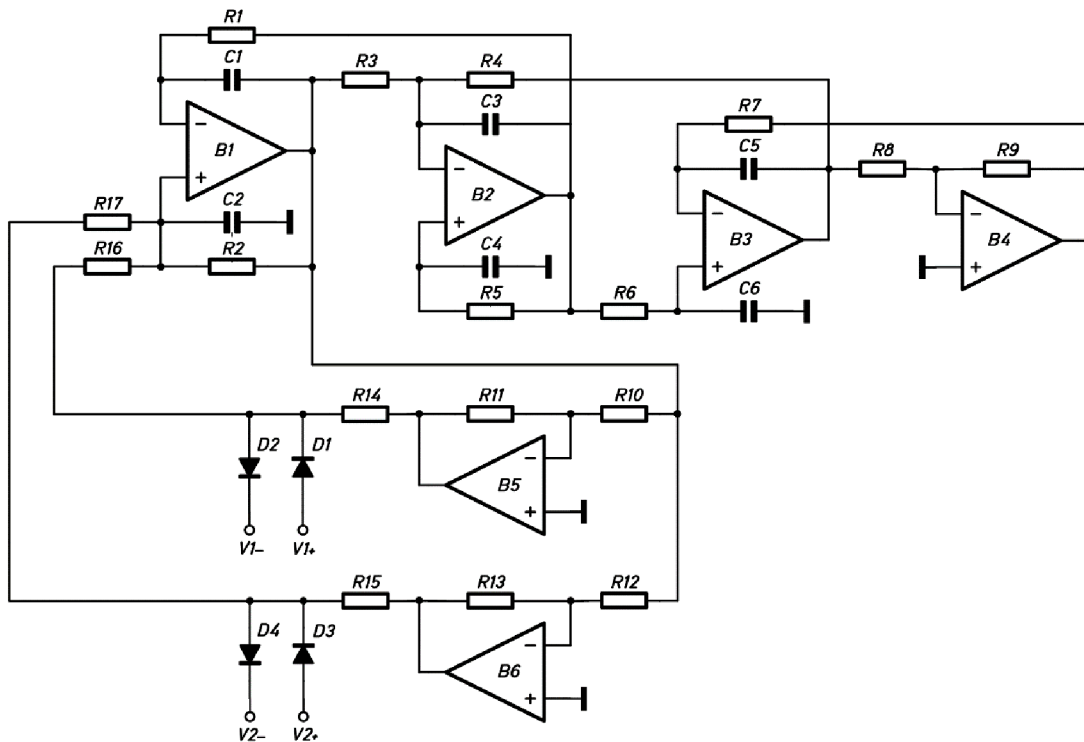 R1
C1
R3
R4
R7
C3
C5
R8
R9
−
B1
+
−
B2
+
−
B3
+
−
B4
+
R17
C2
R16
R2
C4
R5
R6
C6
R14
R11
R10
D2
D1
−
B5
+
V1−
V1+
R15
R13
R12
D4
D3
−
B6
+
V2−
V2+